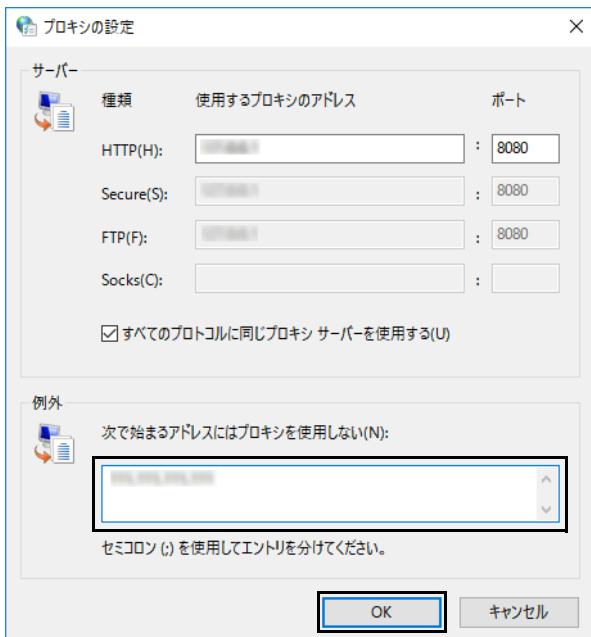 プロキシの設定
サーバー
種類 使用するプロキシのアドレス ポート
HTTP(H): : 8080
Secure(S): : 8080
FTP(F): : 8080
Socks(C): :
すべてのプロトコルに同じプロキシ サーバーを使用する(U)
例外
次で始まるアドレスにはプロキシを使用しない(N):
セミコロン (;) を使用してエントリを分けてください。
OK キャンセル